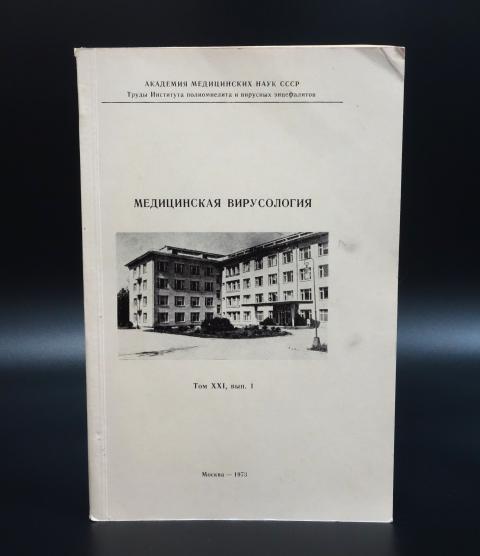 АКАДЕМИЯ МЕДИЦИНСКИХ НАУК СССР
Труды Института полиомиелита и вирусных энцефалитов
МЕДИЦИНСКАЯ ВИРУСОЛОГИЯ
Том XXI, вып. 1
Москва — 1973